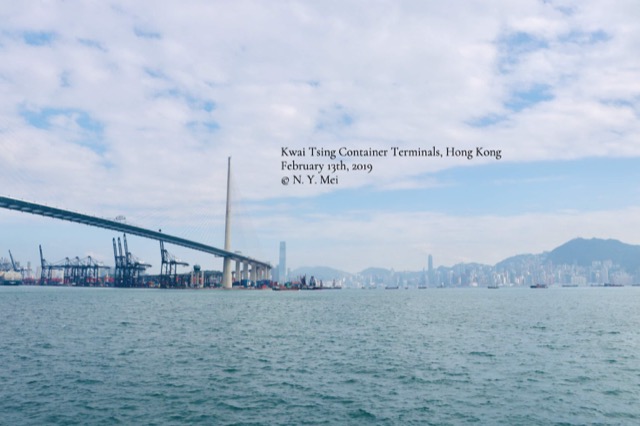 Kwai Tsing Container Terminals, Hong Kong
February 13th, 2019
© N. Y. Mei